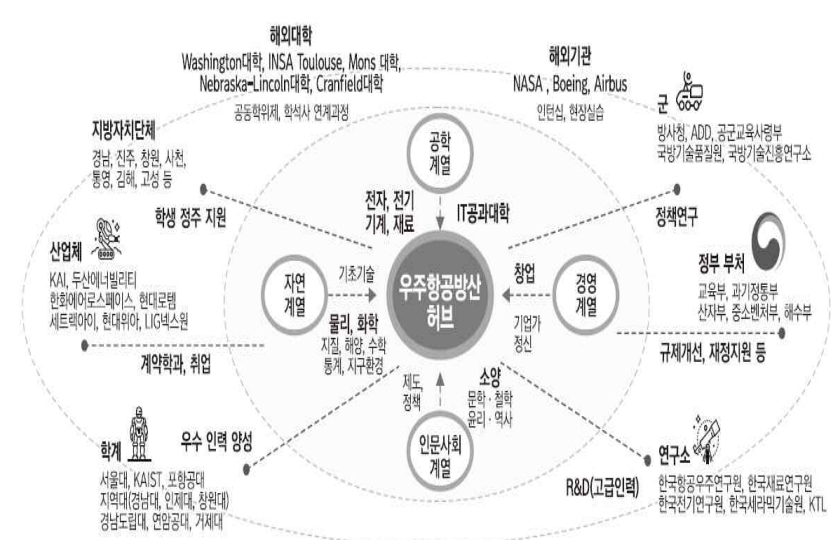 해외대학
Washington대학, INSA Toulouse, Mons 대학,
Nebraska-Lincoln대학, Cranfield대학
공동학위제, 학석사 연계과정
해외기관
NASA , Boeing, Airbus
인턴십, 현장실습
군
방사청, ADD, 공군교육사령부
국방기술품질원, 국방기술진흥연구소
정책연구
지방자치단체
경남, 진주, 창원, 사천,
통영, 김해, 고성 등
학생 정주 지원
공학
계열
전자, 전기
기계, 재료
IT공과대학
산업체
KAI, 두산에너빌리티
한화에어로스페이스, 현대로템
세트렉아이, 현대위아, LIG넥스원
계약학과, 취업
자연
계열
기초기술
물리, 화학
지질, 해양, 수학
통계, 지구환경
우주항공방산
허브
창업
기업가
정신
경영
계열
정부 부처
교육부, 과기정통부
산자부, 중소벤처부, 해수부
규제개선, 재정지원 등
제도,
정책
소양
문학 · 철학
윤리 · 역사
인문사회
계열
학계
우수 인력 양성
서울대, KAIST, 포항공대
지역대(경남대, 인제대, 창원대)
경남도립대, 연암공대, 거제대
연구소
R&D(고급인력)
한국항공우주연구원, 한국재료연구원
한국전기연구원, 한국세라믹기술원, KTL